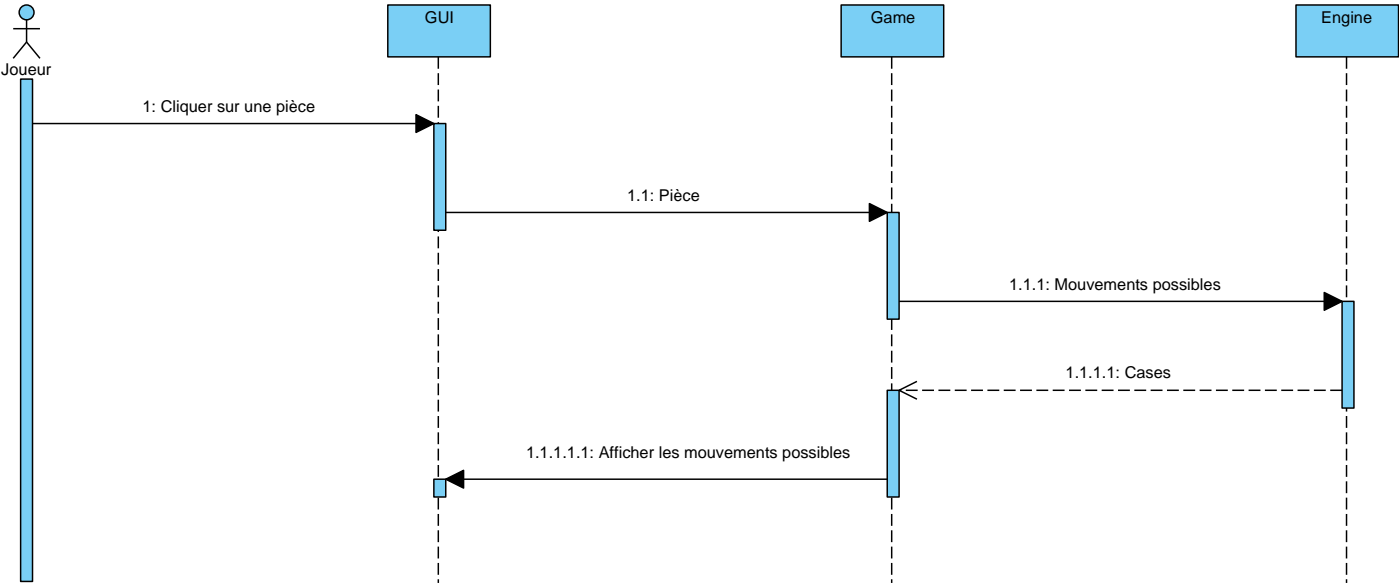 GUI
Game
Engine
Joueur
1: Cliquer sur une pièce
1.1: Pièce
1.1.1: Mouvements possibles
1.1.1.1: Cases
1.1.1.1.1: Afficher les mouvements possibles